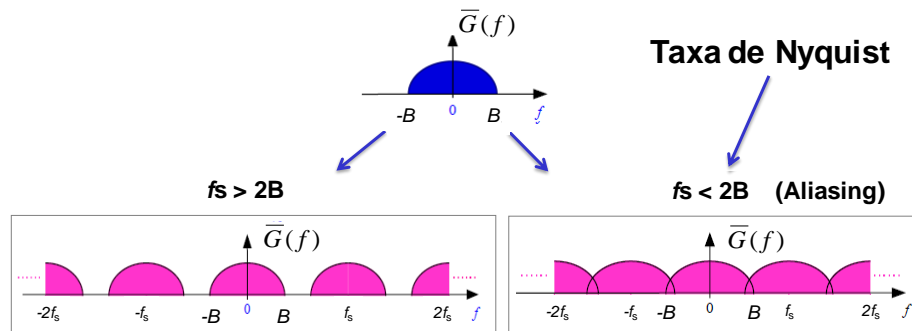 G̅(f)
Taxa de Nyquist
-B 0 B f
fs > 2B
fs < 2B (Aliasing)
G̅(f)
-2fₛ -fₛ -B 0 B fₛ 2fₛ f
G̅(f)
-2fₛ -fₛ -B 0 B fₛ 2fₛ f